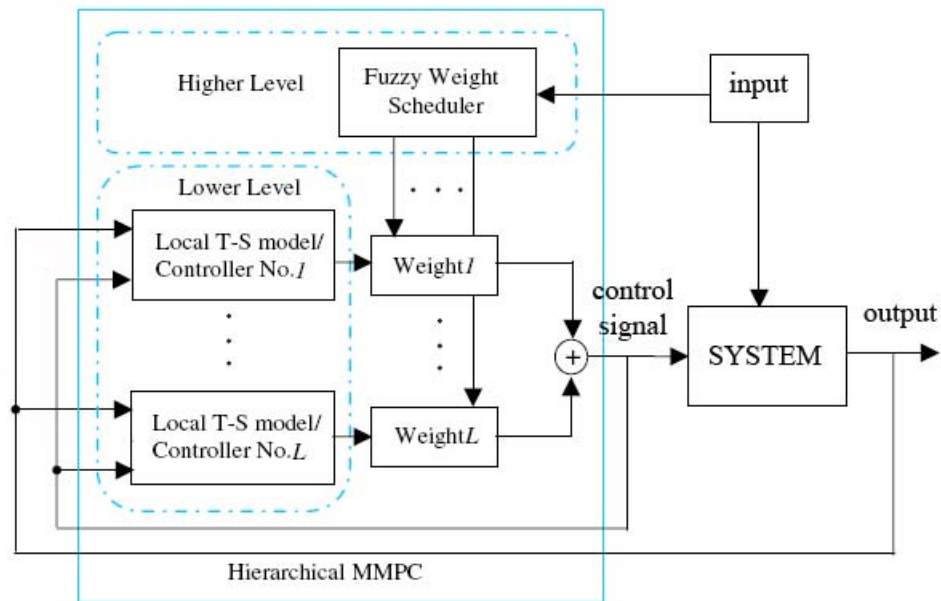 Higher Level
Fuzzy Weight
Scheduler
input
Lower Level
Local T-S model/
Controller No.1
Weight1
control
signal
output
+
SYSTEM
Local T-S model/
Controller No.L
WeightL
Hierarchical MMPC